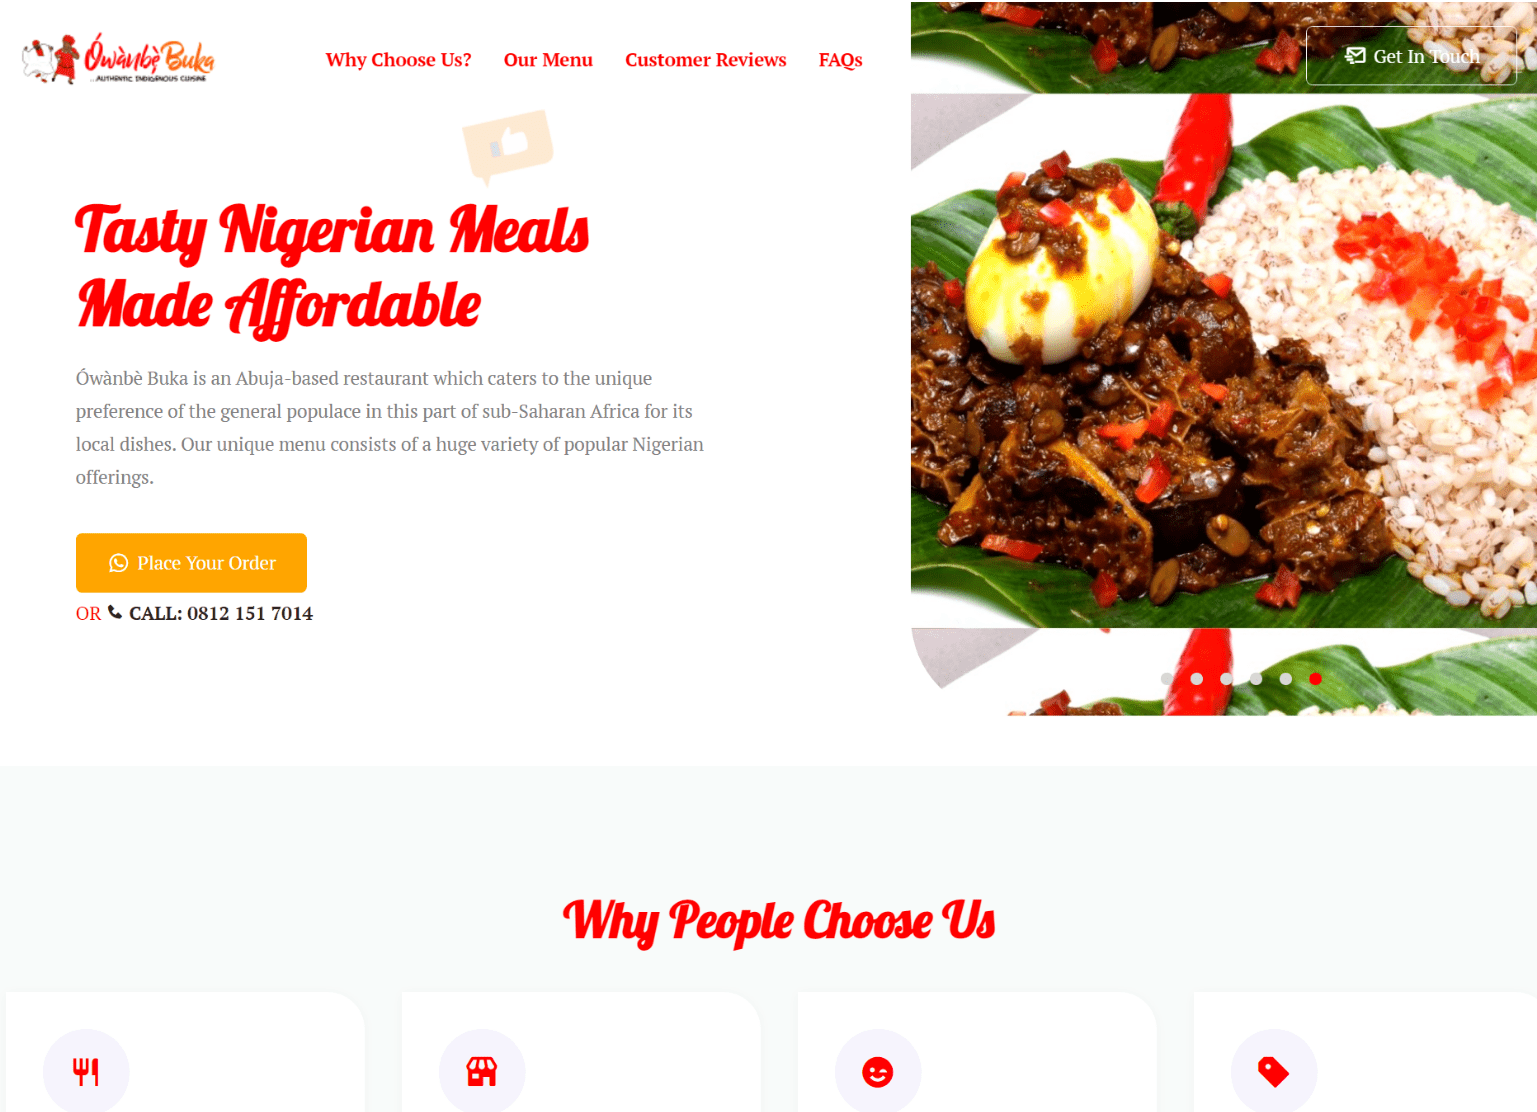 Ówànbè Buka
...AUTHENTIC INDIGENOUS CUISINE
Why Choose Us?
Our Menu
Customer Reviews
FAQs
Get In Touch
Tasty Nigerian Meals
Made Affordable
Ówànbè Buka is an Abuja-based restaurant which caters to the unique
preference of the general populace in this part of sub-Saharan Africa for its
local dishes. Our unique menu consists of a huge variety of popular Nigerian
offerings.
Place Your Order
OR CALL: 0812 151 7014
Why People Choose Us